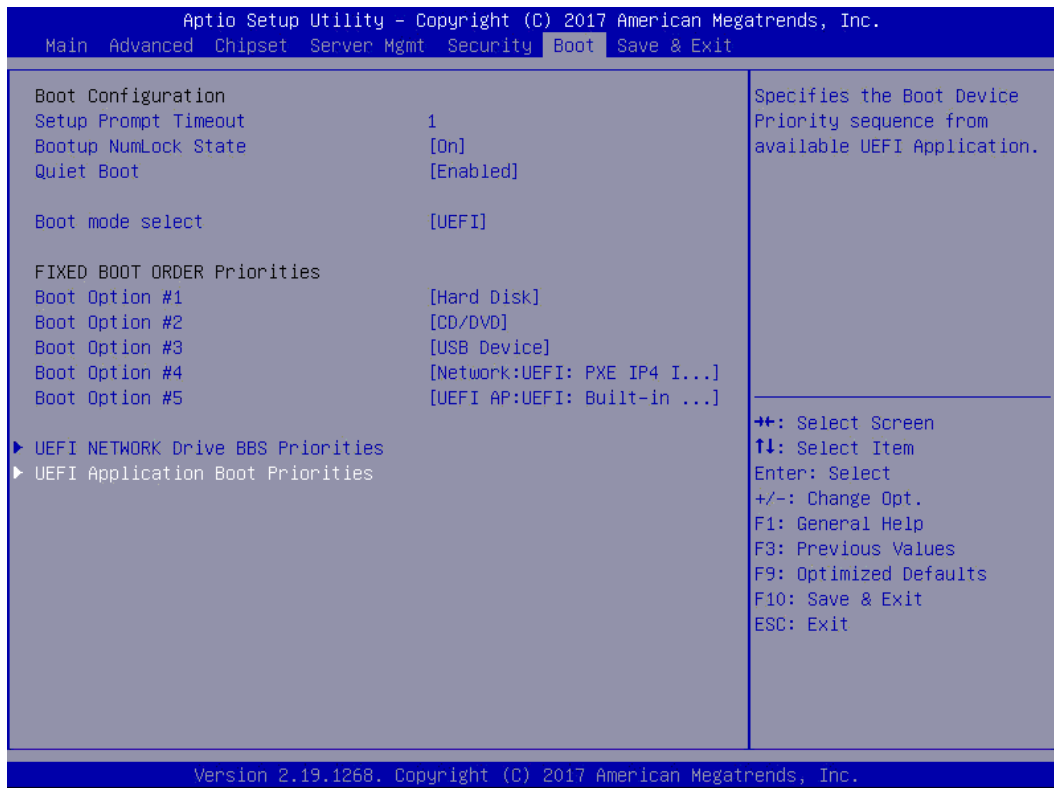 Aptio Setup Utility – Copyright (C) 2017 American Megatrends, Inc.
Main Advanced Chipset Server Mgmt Security Boot Save & Exit
Boot Configuration
Setup Prompt Timeout 1
Bootup NumLock State [On]
Quiet Boot [Enabled]
Boot mode select [UEFI]
FIXED BOOT ORDER Priorities
Boot Option #1 [Hard Disk]
Boot Option #2 [CD/DVD]
Boot Option #3 [USB Device]
Boot Option #4 [Network:UEFI: PXE IP4 I...]
Boot Option #5 [UEFI AP:UEFI: Built-in ...]
UEFI NETWORK Drive BBS Priorities
UEFI Application Boot Priorities
Specifies the Boot Device
Priority sequence from
available UEFI Application.
→←: Select Screen
↑↓: Select Item
Enter: Select
+/-: Change Opt.
F1: General Help
F3: Previous Values
F9: Optimized Defaults
F10: Save & Exit
ESC: Exit
Version 2.19.1268. Copyright (C) 2017 American Megatrends, Inc.